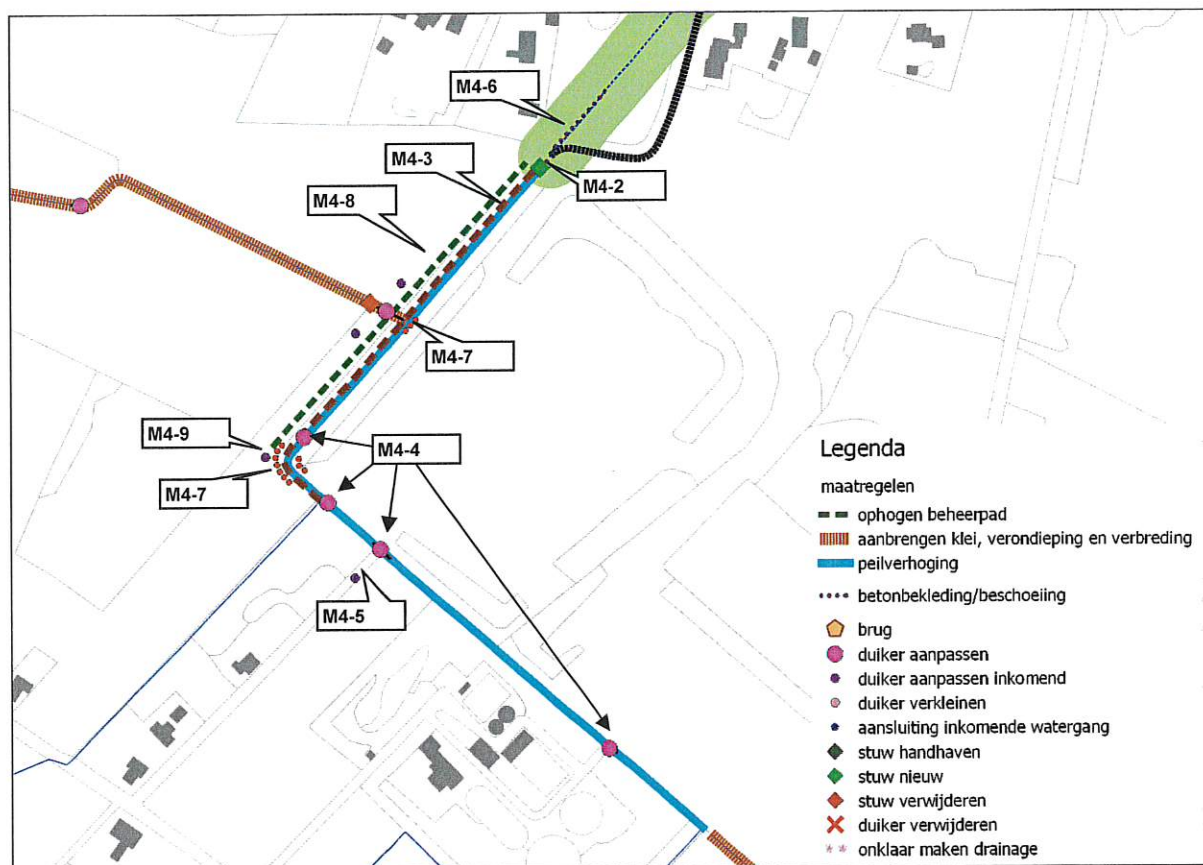 M4-6
M4-3
M4-2
M4-8
M4-7
M4-9
M4-4
M4-7
M4-5
Legenda
maatregelen
ophogen beheerpad
aanbrengen klei, verondieping en verbreding
peilverhoging
betonbekleding/beschoeiing
brug
duiker aanpassen
duiker aanpassen inkomend
duiker verkleinen
aansluiting inkomende watergang
stuw handhaven
stuw nieuw
stuw verwijderen
duiker verwijderen
onklaar maken drainage